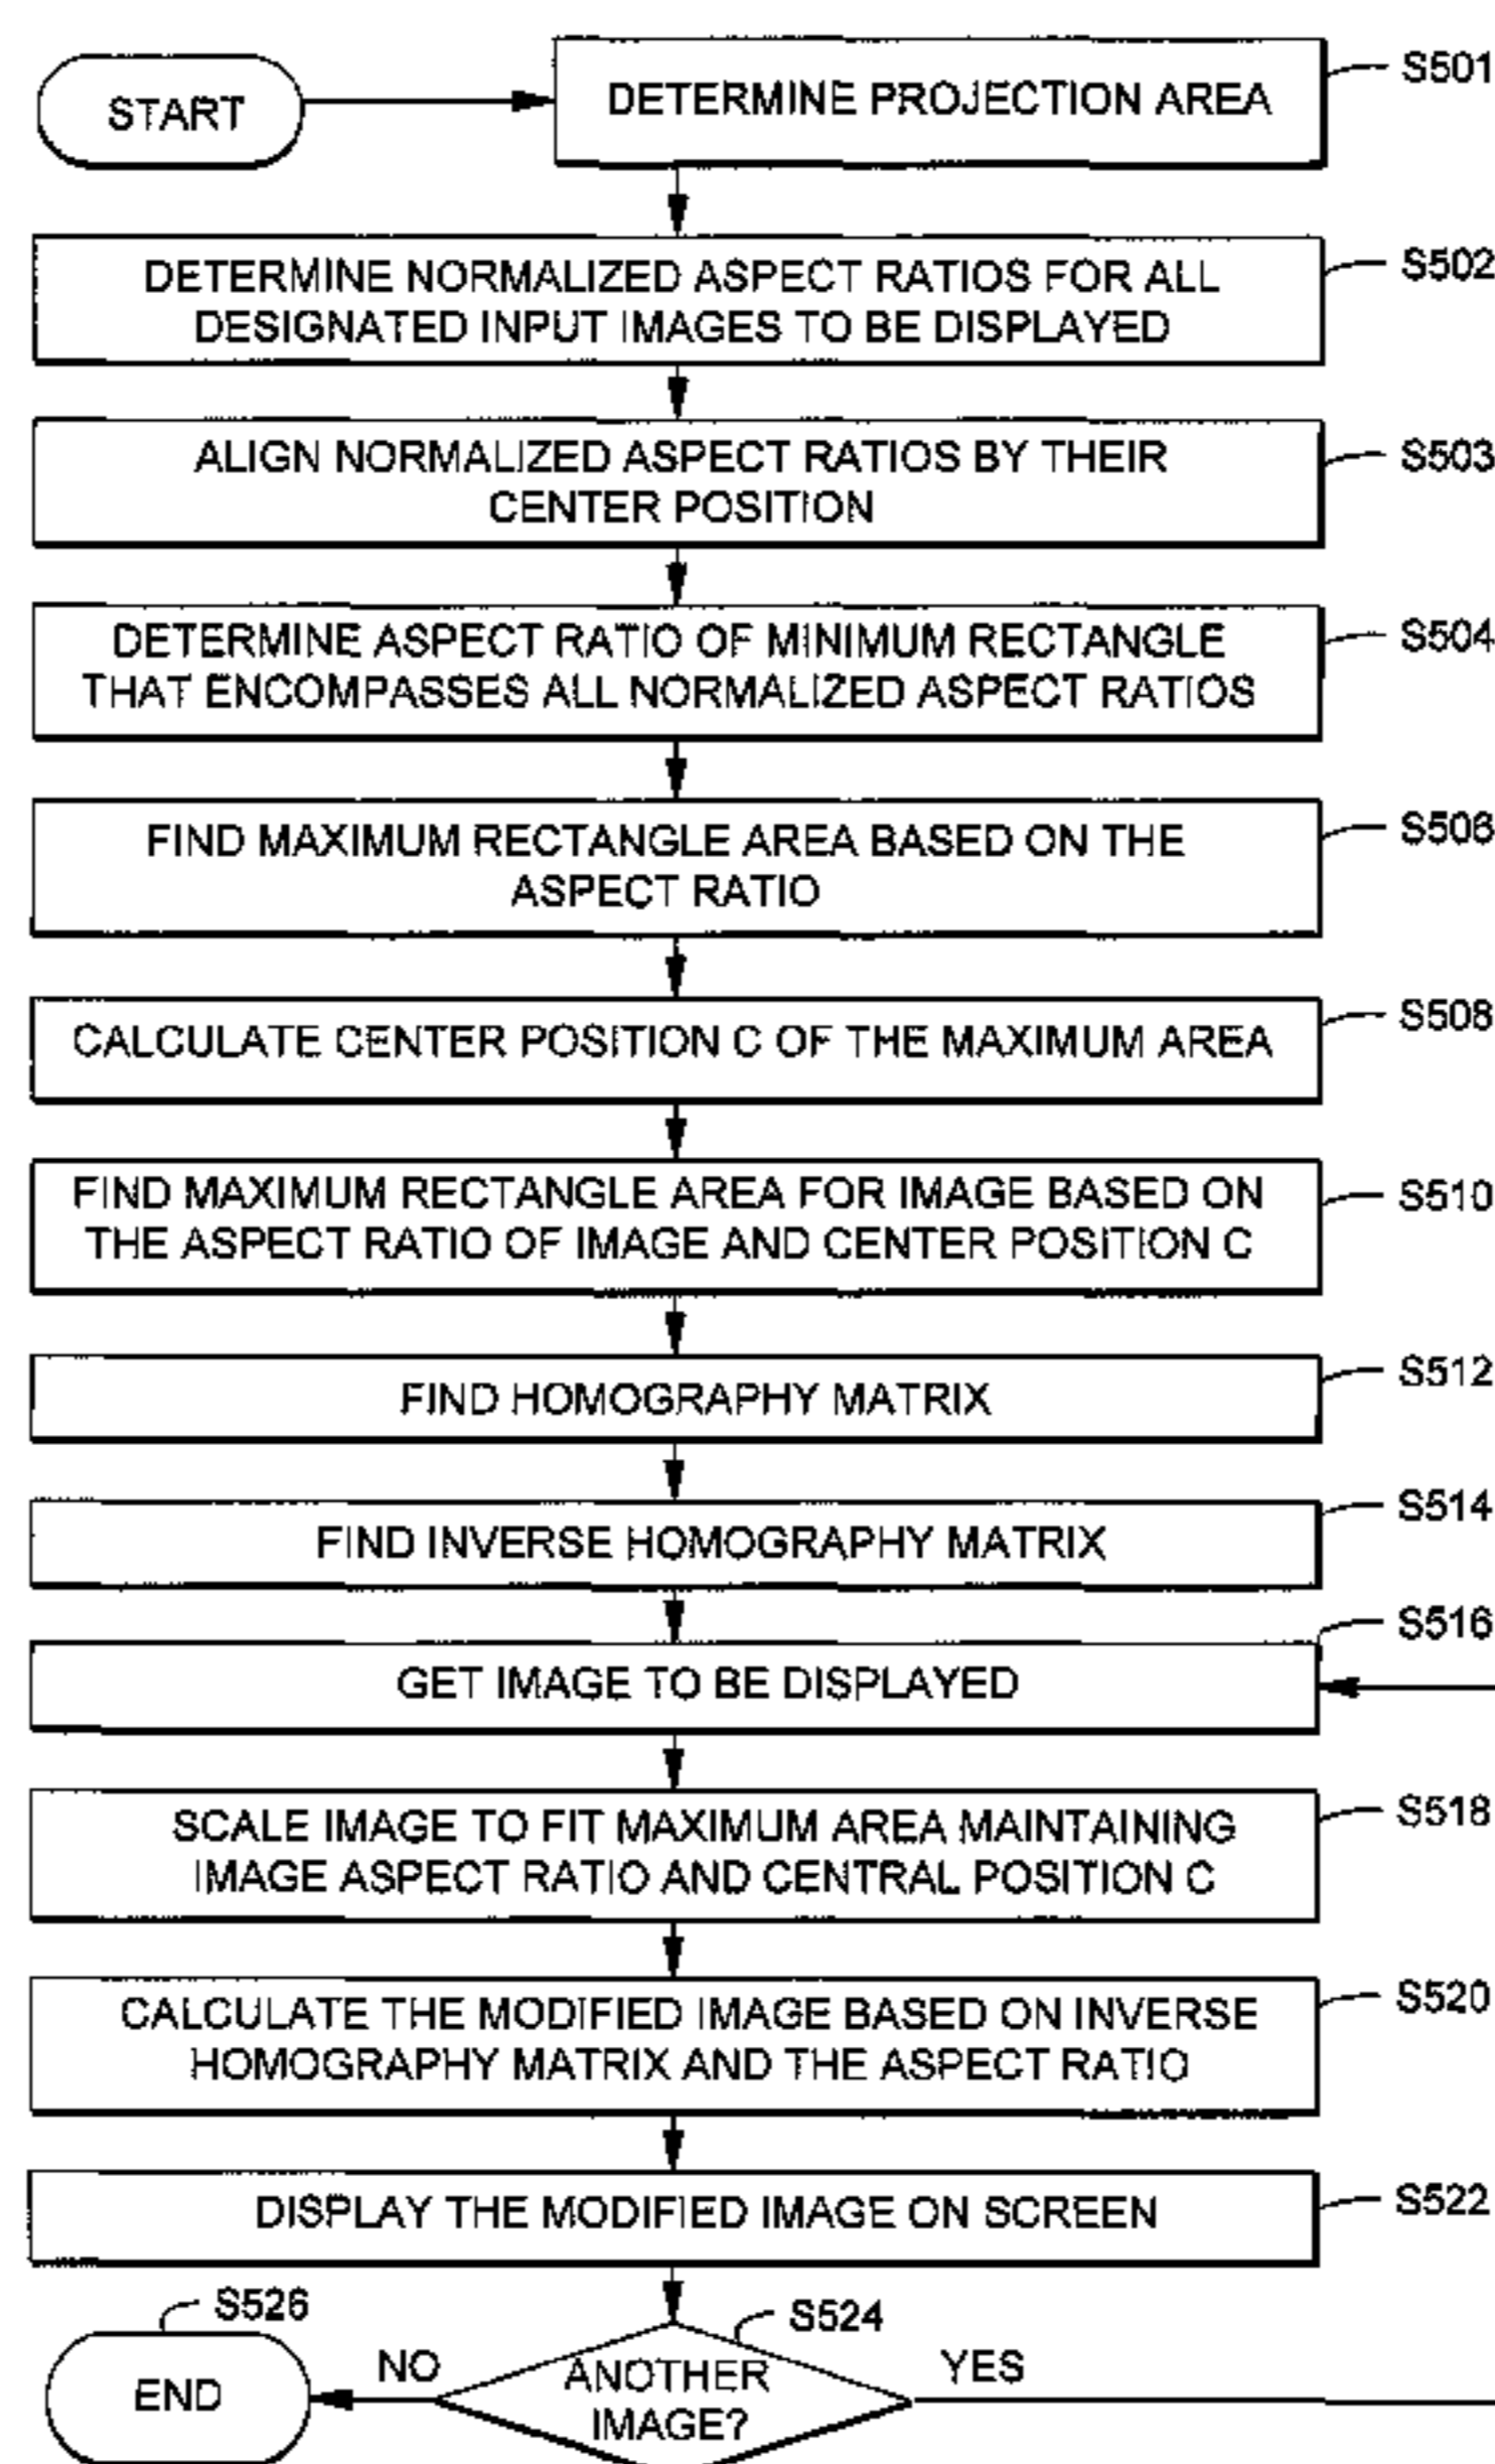 START
DETERMINE PROJECTION AREA
S501
DETERMINE NORMALIZED ASPECT RATIOS FOR ALL
DESIGNATED INPUT IMAGES TO BE DISPLAYED
S502
ALIGN NORMALIZED ASPECT RATIOS BY THEIR
CENTER POSITION
S503
DETERMINE ASPECT RATIO OF MINIMUM RECTANGLE
THAT ENCOMPASSES ALL NORMALIZED ASPECT RATIOS
S504
FIND MAXIMUM RECTANGLE AREA BASED ON THE
ASPECT RATIO
S506
CALCULATE CENTER POSITION C OF THE MAXIMUM AREA
S508
FIND MAXIMUM RECTANGLE AREA FOR IMAGE BASED ON
THE ASPECT RATIO OF IMAGE AND CENTER POSITION C
S510
FIND HOMOGRAPHY MATRIX
S512
FIND INVERSE HOMOGRAPHY MATRIX
S514
GET IMAGE TO BE DISPLAYED
S516
SCALE IMAGE TO FIT MAXIMUM AREA MAINTAINING
IMAGE ASPECT RATIO AND CENTRAL POSITION C
S518
CALCULATE THE MODIFIED IMAGE BASED ON INVERSE
HOMOGRAPHY MATRIX AND THE ASPECT RATIO
S520
DISPLAY THE MODIFIED IMAGE ON SCREEN
S522
S526
S524
END
NO
ANOTHER
IMAGE?
YES